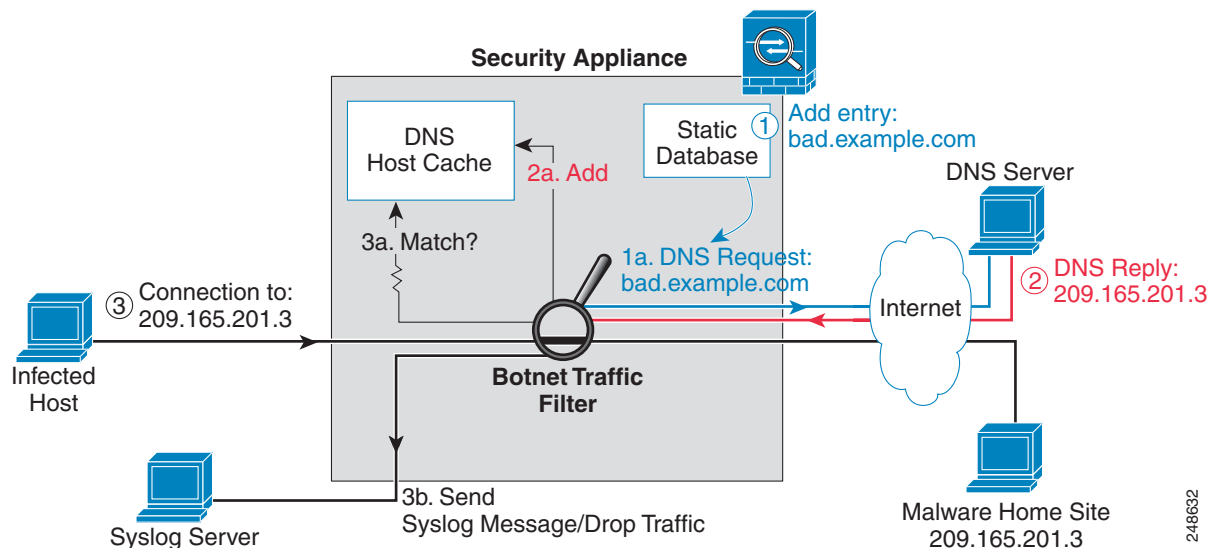 Security Appliance
DNS
Host Cache
Static
Database
1
Add entry:
bad.example.com
2a. Add
DNS Server
3a. Match?
1a. DNS Request:
bad.example.com
2
DNS Reply:
209.165.201.3
3
Connection to:
209.165.201.3
Internet
Infected
Host
Botnet Traffic
Filter
3b. Send
Syslog Message/Drop Traffic
Syslog Server
Malware Home Site
209.165.201.3
248632